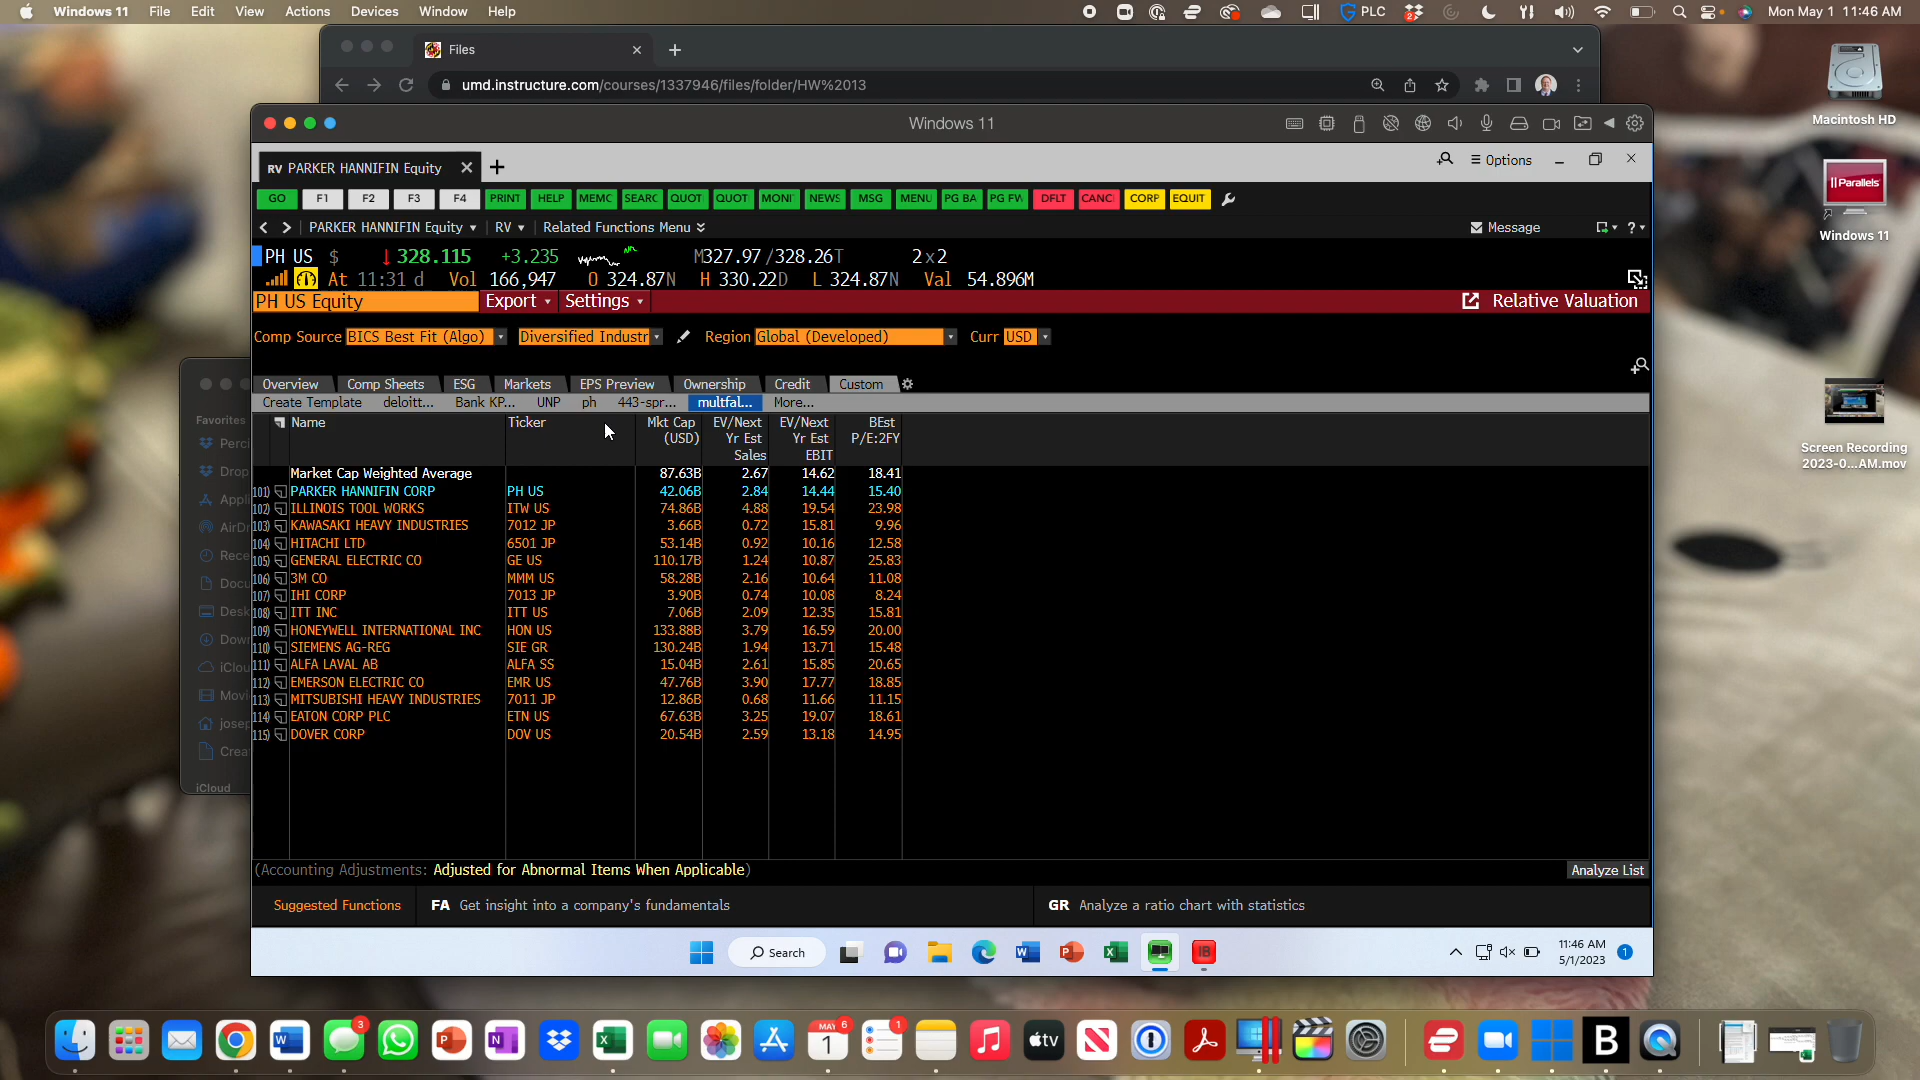 Windows 11 File Edit View Actions Devices Window Help
PLC 2 Mon May 1 11:46 AM
Files
umd.instructure.com/courses/1337946/files/folder/HW%2013
Macintosh HD
Parallels
Windows 11
Screen Recording
2023-0...AM.mov
Windows 11
RV PARKER HANNIFIN Equity
Options
GO F1 F2 F3 F4 PRINT HELP MEMC SEARC QUOT QUOT MONI NEWS MSG MENU PG BA PG FW DFLT CANC CORP EQUIT
PARKER HANNIFIN Equity RV Related Functions Menu
Message ?
PH US $ ↓328.115 +3.235 M327.97/328.26T 2x2
At 11:31 d Vol 166,947 O 324.87N H 330.22D L 324.87N Val 54.896M
PH US Equity Export Settings Relative Valuation
Comp Source BICS Best Fit (Algo) Diversified Industr Region Global (Developed) Curr USD
Overview Comp Sheets ESG Markets EPS Preview Ownership Credit Custom
Create Template deloitt... Bank KP... UNP ph 443-spr... multfal... More...
Name Ticker Mkt Cap EV/Next EV/Next BEst
(USD) Yr Est Yr Est P/E:2FY
Sales EBIT
Market Cap Weighted Average 87.63B 2.67 14.62 18.41
101) PARKER HANNIFIN CORP PH US 42.06B 2.84 14.44 15.40
102) ILLINOIS TOOL WORKS ITW US 74.86B 4.88 19.54 23.98
103) KAWASAKI HEAVY INDUSTRIES 7012 JP 3.66B 0.72 15.81 9.96
104) HITACHI LTD 6501 JP 53.14B 0.92 10.16 12.58
105) GENERAL ELECTRIC CO GE US 110.17B 1.24 10.87 25.83
106) 3M CO MMM US 58.28B 2.16 10.64 11.08
107) IHI CORP 7013 JP 3.90B 0.74 10.08 8.24
108) ITT INC ITT US 7.06B 2.09 12.35 15.81
109) HONEYWELL INTERNATIONAL INC HON US 133.88B 3.79 16.59 20.00
110) SIEMENS AG-REG SIE GR 130.24B 1.94 13.71 15.48
111) ALFA LAVAL AB ALFA SS 15.04B 2.61 15.85 20.65
112) EMERSON ELECTRIC CO EMR US 47.76B 3.90 17.77 18.85
113) MITSUBISHI HEAVY INDUSTRIES 7011 JP 12.86B 0.68 11.66 11.15
114) EATON CORP PLC ETN US 67.63B 3.25 19.07 18.61
115) DOVER CORP DOV US 20.54B 2.59 13.18 14.95
(Accounting Adjustments: Adjusted for Abnormal Items When Applicable)
Analyze List
Suggested Functions FA Get insight into a company's fundamentals GR Analyze a ratio chart with statistics
Favorites
Perci
Drop
Appli
AirDr
Rece
Docu
Desk
Dow
iClou
Movi
josep
Crea
iCloud
Search
11:46 AM
5/1/2023
1
3
MAY 6
1
1
tv
B